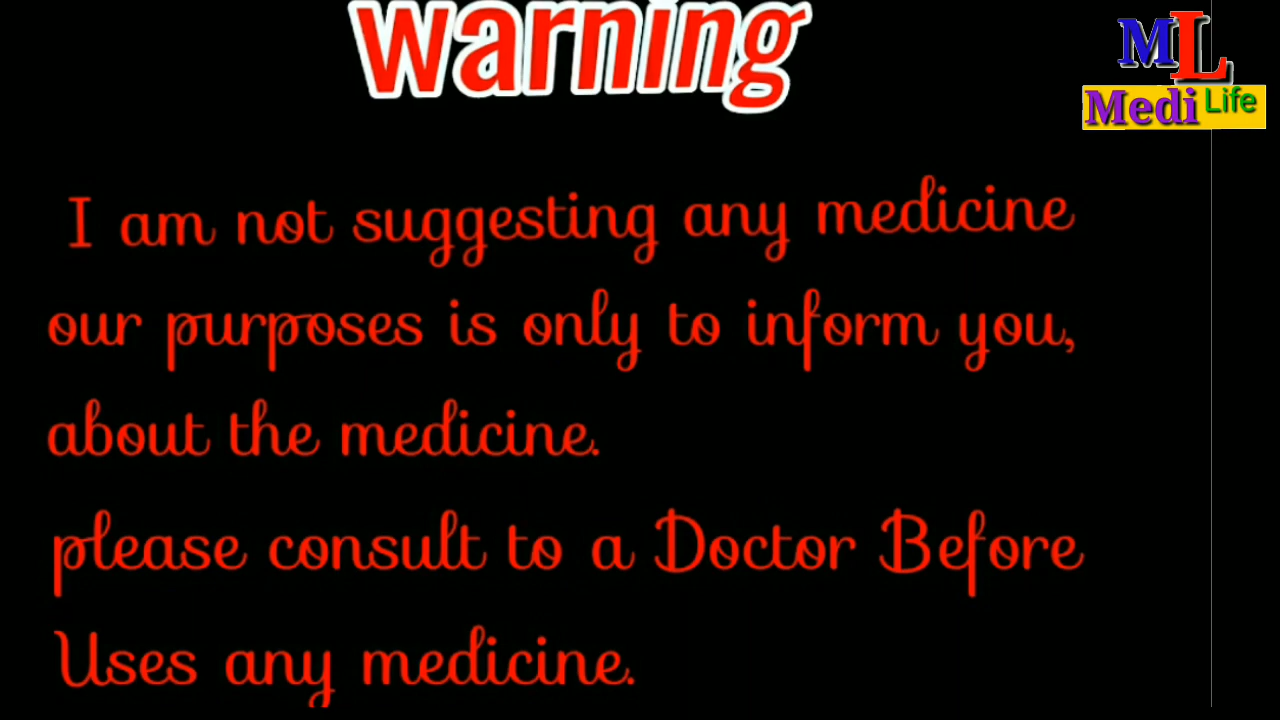 warning
ML
Medi Life
I am not suggesting any medicine
our purposes is only to inform you,
about the medicine.
please consult to a Doctor Before
Uses any medicine.